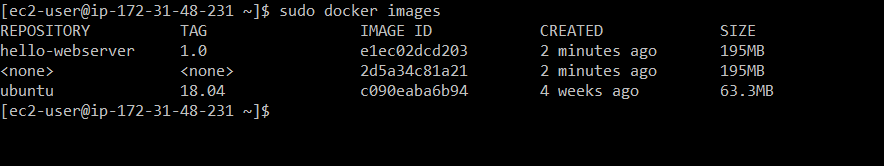 [ec2-user@ip-172-31-48-231 ~]$ sudo docker images
REPOSITORY TAG IMAGE ID CREATED SIZE
hello-webserver 1.0 e1ec02dcd203 2 minutes ago 195MB
<none> <none> 2d5a34c81a21 2 minutes ago 195MB
ubuntu 18.04 c090eaba6b94 4 weeks ago 63.3MB
[ec2-user@ip-172-31-48-231 ~]$